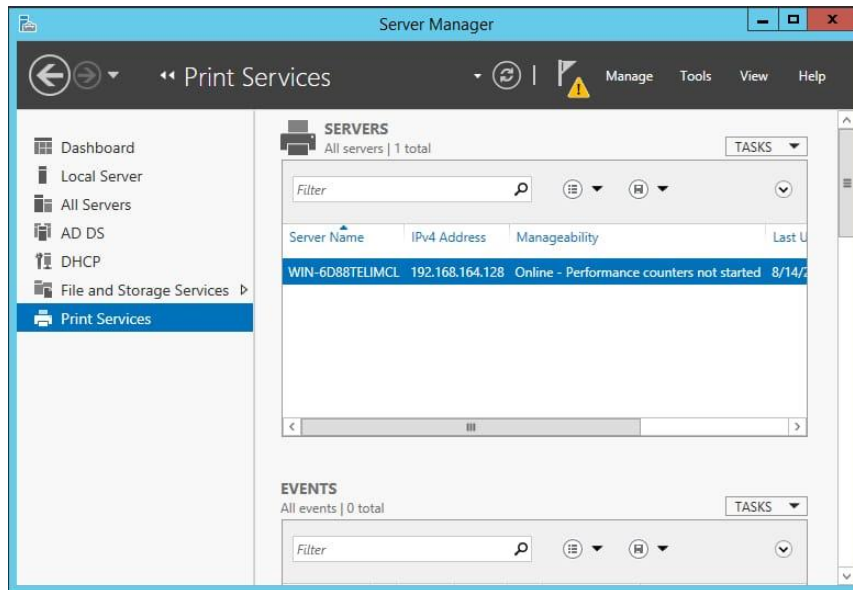 Server Manager
Print Services
Manage Tools View Help
Dashboard
Local Server
All Servers
AD DS
DHCP
File and Storage Services
Print Services
SERVERS
All servers | 1 total
TASKS
Filter
Server Name IPv4 Address Manageability Last U
WIN-6D88TELIMCL 192.168.164.128 Online - Performance counters not started 8/14/2
EVENTS
All events | 0 total
TASKS
Filter